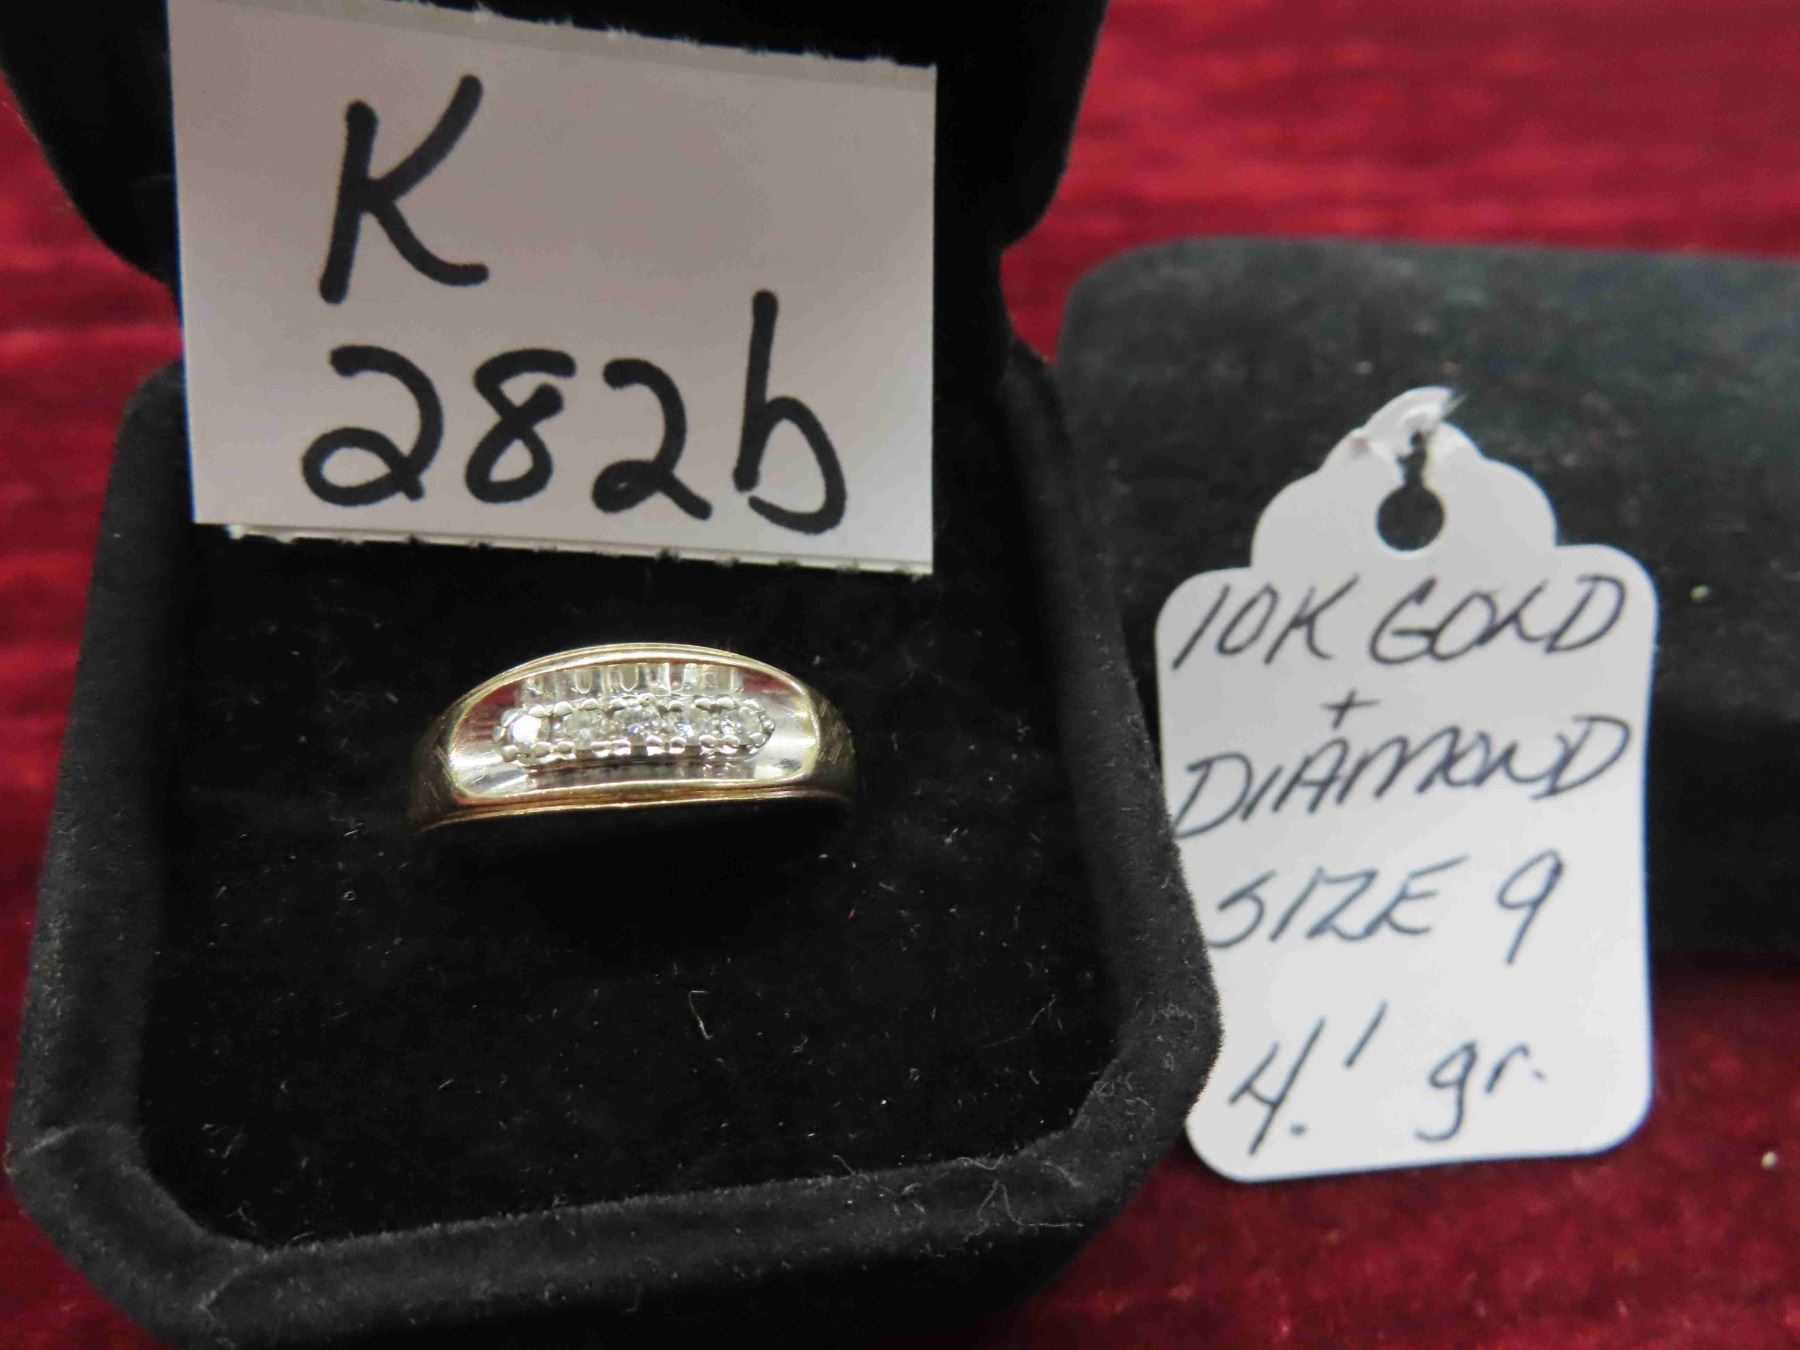 K
282b
10K GOLD
+
DIAMOND
SIZE 9
4.1 gr.